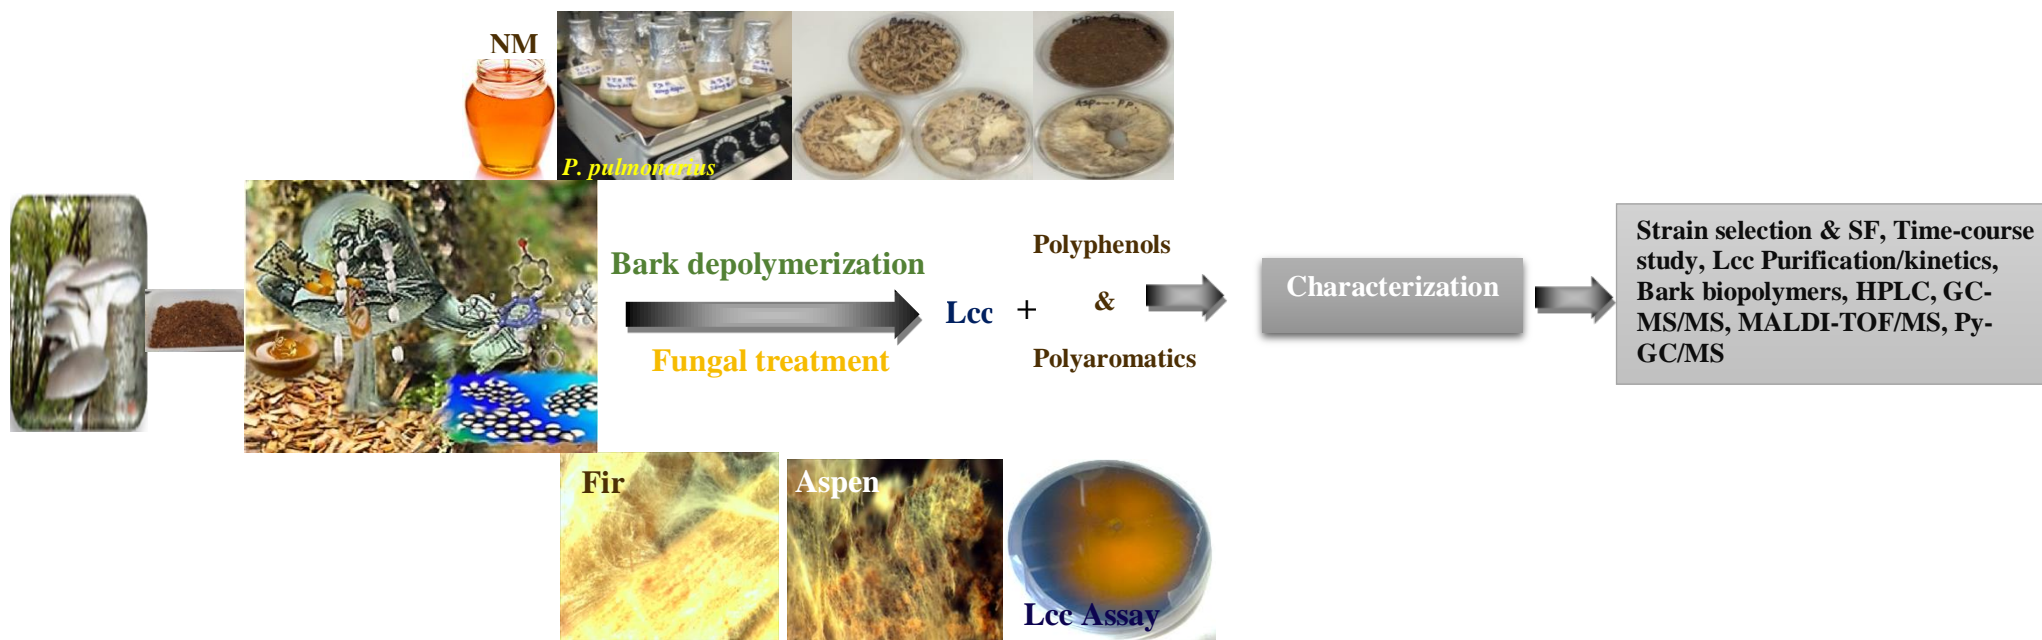 NM
P. pulmonarius
Bark depolymerization
Fungal treatment
Lcc
+
Polyphenols
&
Polyaromatics
Characterization
Strain selection & SF, Time-course
study, Lcc Purification/kinetics,
Bark biopolymers, HPLC, GC-
MS/MS, MALDI-TOF/MS, Py-
GC/MS
Fir
Aspen
Lcc Assay